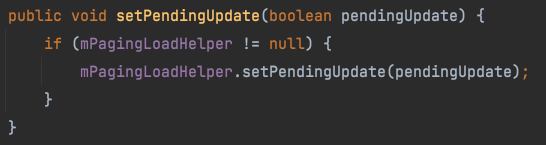 public void setPendingUpdate(boolean pendingUpdate) {
    if (mPagingLoadHelper != null) {
        mPagingLoadHelper.setPendingUpdate(pendingUpdate);
    }
}